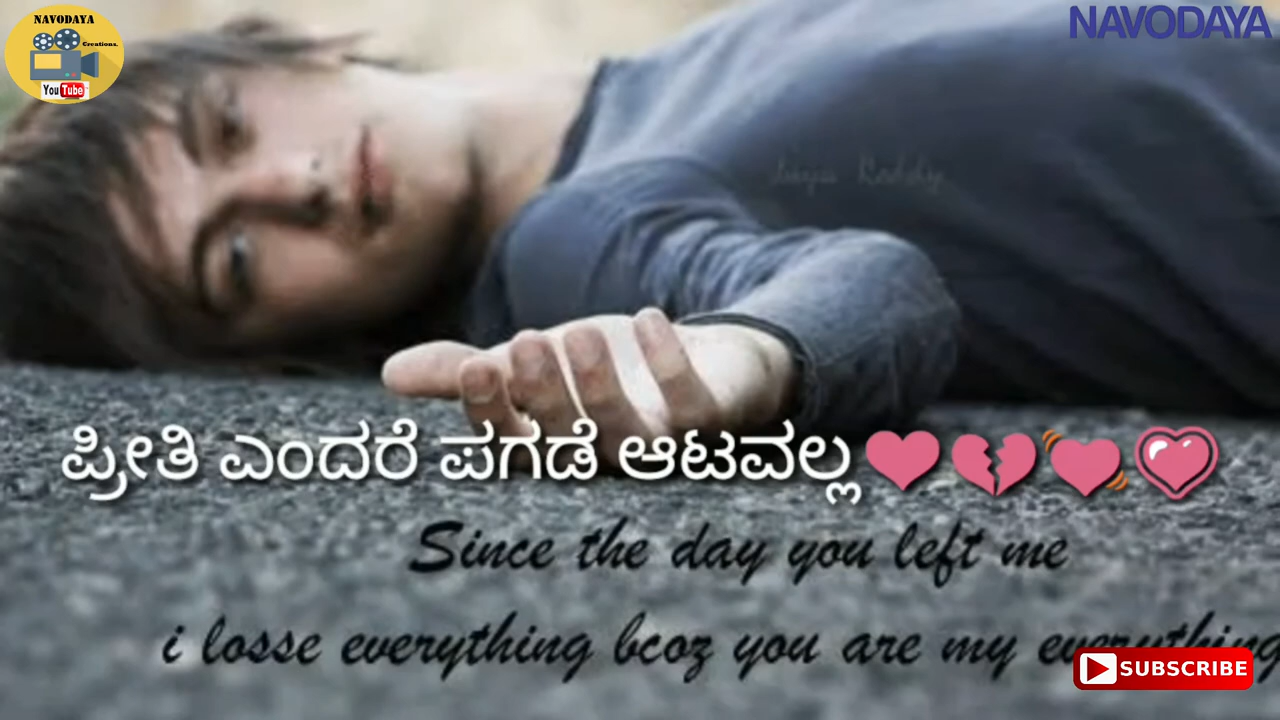 NAVODAYA
Creations.
YouTube
NAVODAYA
Reddy
ಪ್ರೀತಿ ಎಂದರೆ ಪಗಡೆ ಆಟವಲ್ಲ❤💔💓💗
Since the day you left me
i losse everything bcoz you are my everything
SUBSCRIBE